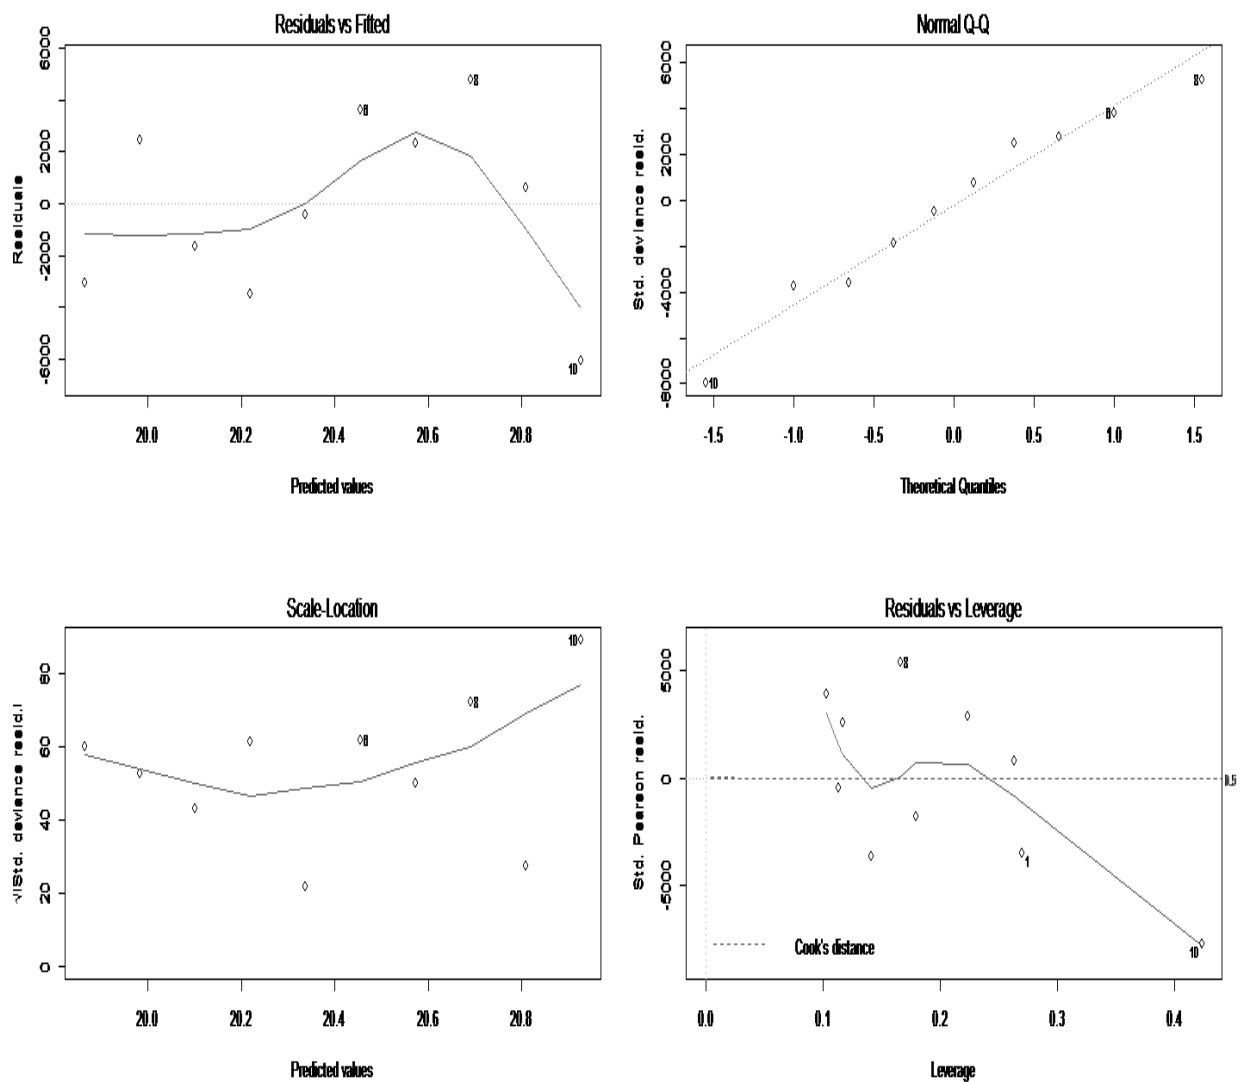 Residuals vs Fitted
Residuals
6000
2000
0
-2000
-6000
8
6
10
20.0 20.2 20.4 20.6 20.8
Predicted values
Normal Q-Q
Std. deviance resid.
6000
2000
0
-4000
-8000
8
6
10
-1.5 -1.0 -0.5 0.0 0.5 1.0 1.5
Theoretical Quantiles
Scale-Location
√|Std. deviance resid.|
80
60
40
20
0
10
8
6
20.0 20.2 20.4 20.6 20.8
Predicted values
Residuals vs Leverage
Std. Pearson resid.
5000
0
-5000
8
0.5
1
10
Cook's distance
0.0 0.1 0.2 0.3 0.4
Leverage